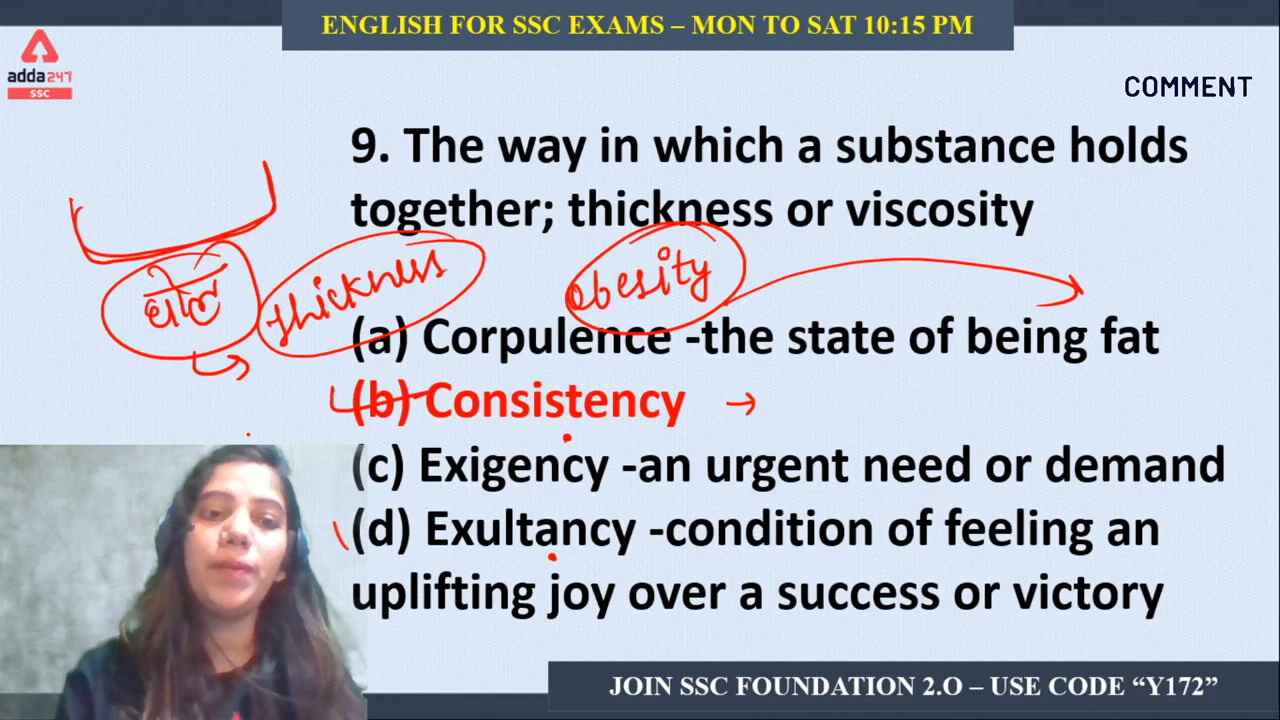 ENGLISH FOR SSC EXAMS – MON TO SAT 10:15 PM
adda247
SSC
COMMENT
9. The way in which a substance holds
together; thickness or viscosity
घोल
thickness
obesity
(a) Corpulence -the state of being fat
(b) Consistency
(c) Exigency -an urgent need or demand
(d) Exultancy -condition of feeling an
uplifting joy over a success or victory
JOIN SSC FOUNDATION 2.O – USE CODE “Y172”